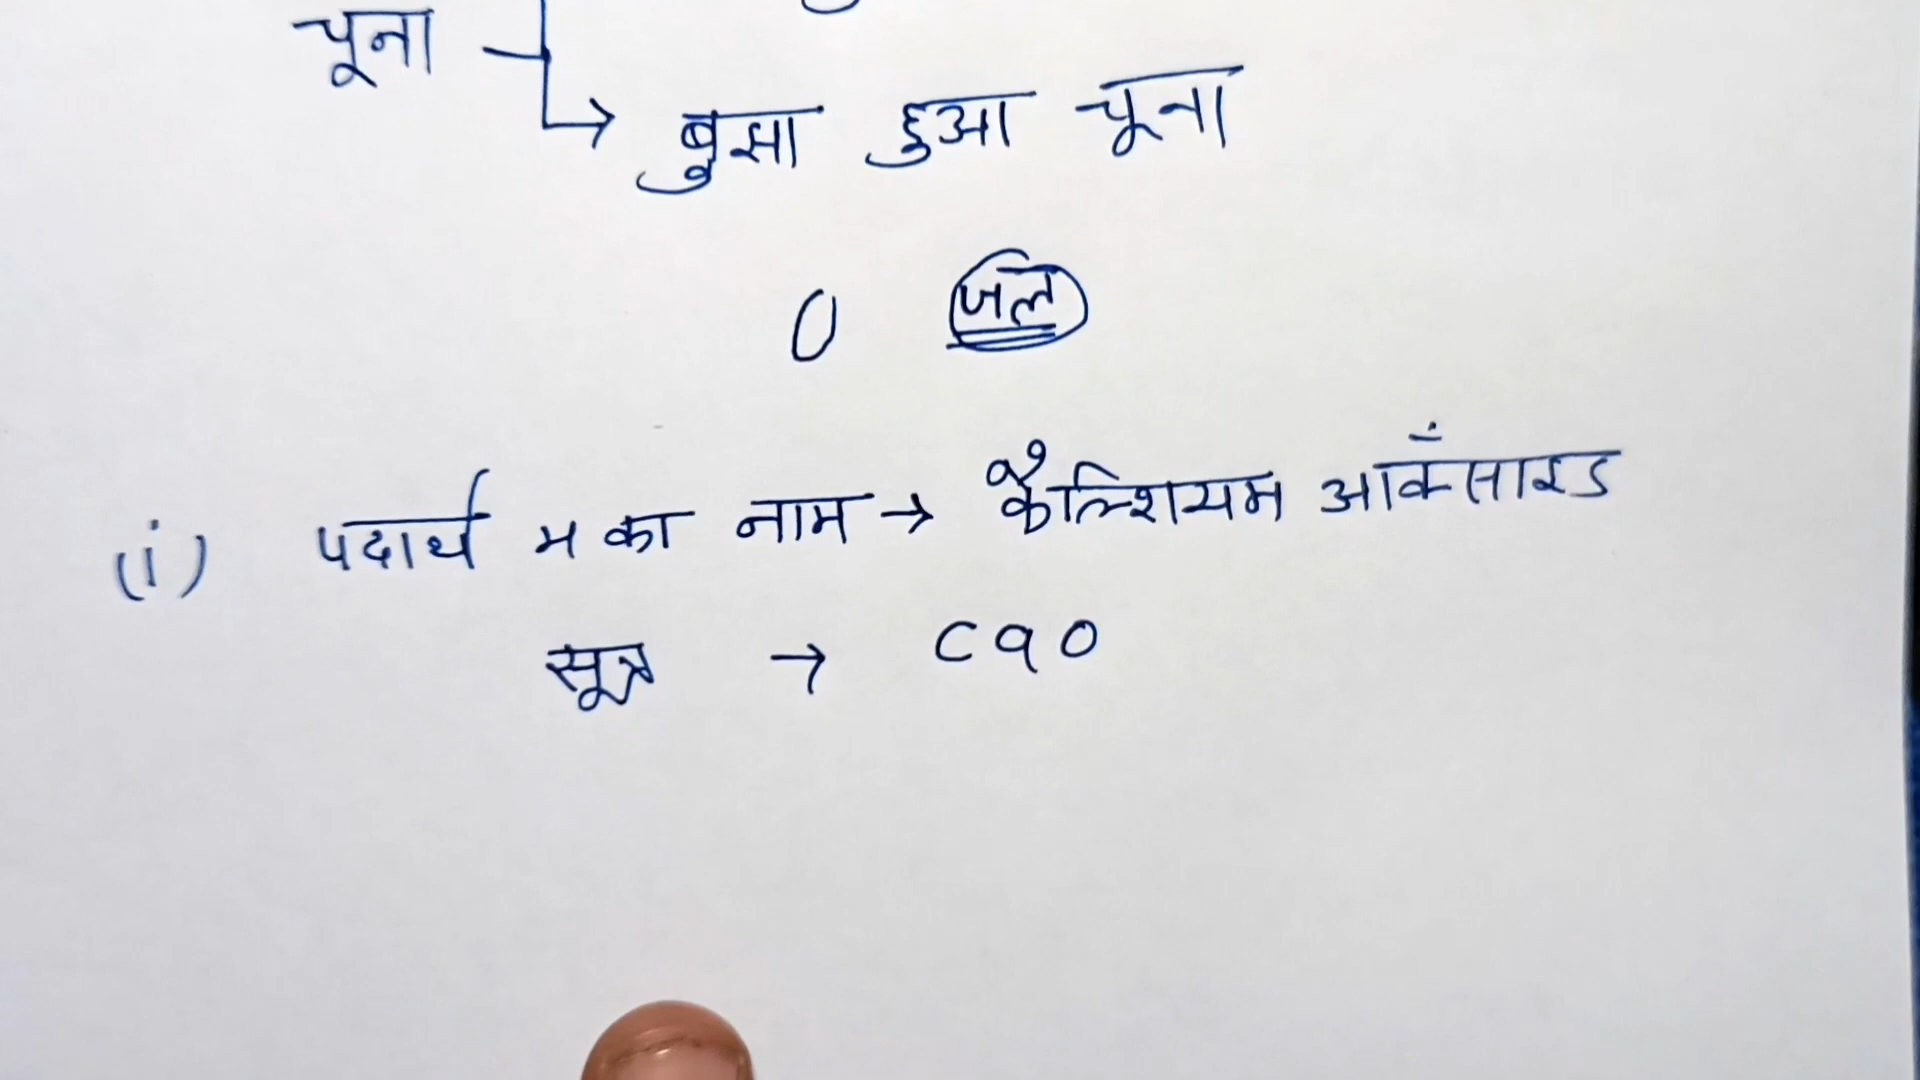 चूना
बुझा हुआ चूना
0 जल
(i) पदार्थ x का नाम → कैल्शियम ऑक्साइड
सूत्र → CaO